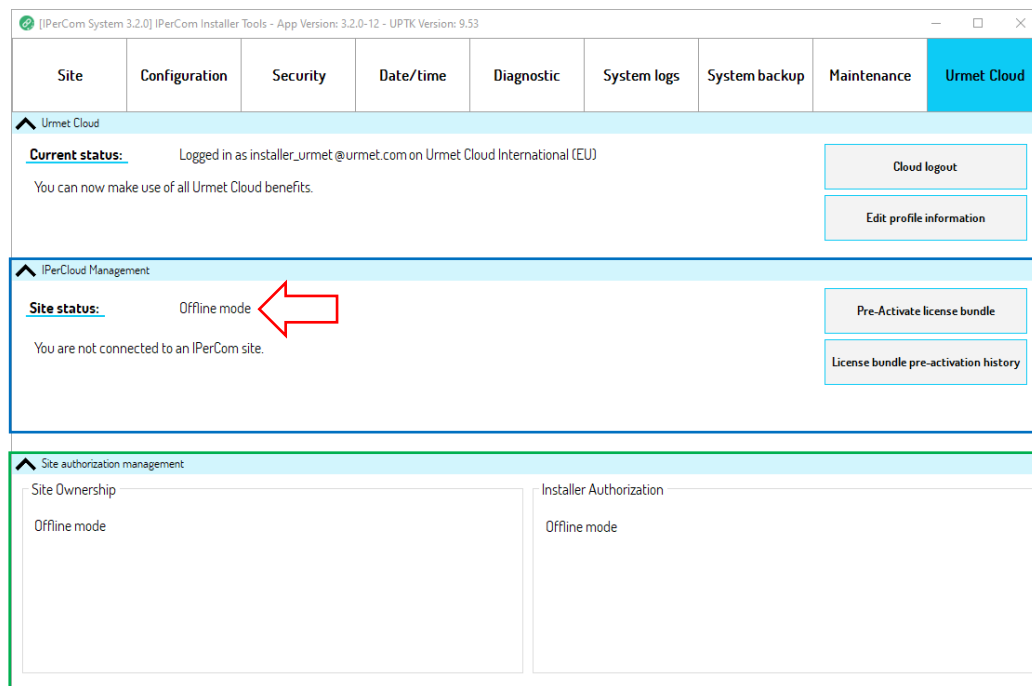 [IPerCom System 3.2.0] IPerCom Installer Tools - App Version: 3.2.0-12 - UPTK Version: 9.53
Site Configuration Security Date/time Diagnostic System logs System backup Maintenance Urmet Cloud
Urmet Cloud
Current status: Logged in as installer_urmet@urmet.com on Urmet Cloud International (EU)
Cloud logout
You can now make use of all Urmet Cloud benefits.
Edit profile information
IPerCloud Management
Site status: Offline mode
Pre-Activate license bundle
You are not connected to an IPerCom site.
License bundle pre-activation history
Site authorization management
Site Ownership Installer Authorization
Offline mode Offline mode